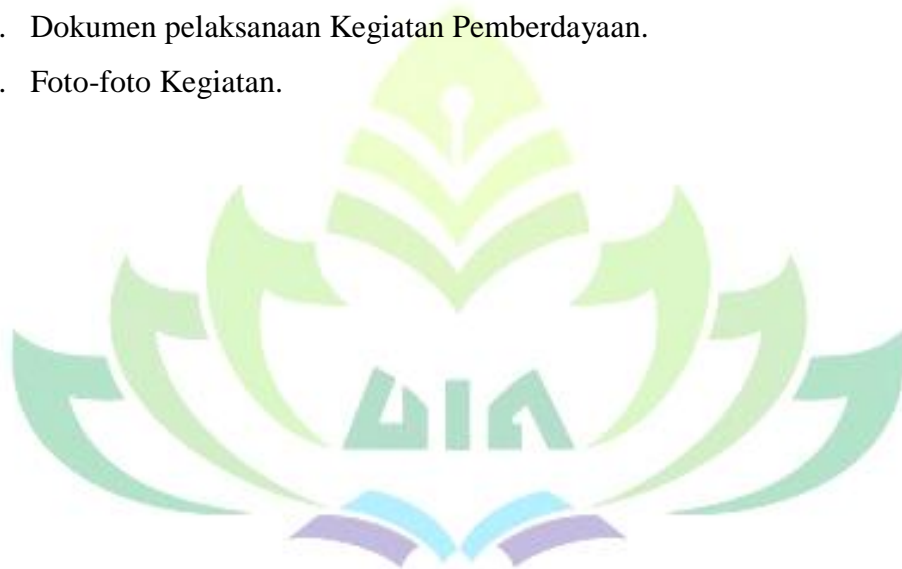 . Dokumen pelaksanaan Kegiatan Pemberdayaan.
. Foto-foto Kegiatan.
UIN